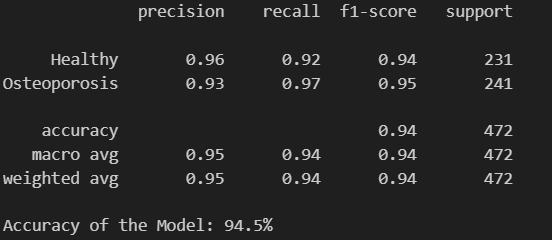 precision recall f1-score support
Healthy 0.96 0.92 0.94 231
Osteoporosis 0.93 0.97 0.95 241
accuracy 0.94 472
macro avg 0.95 0.94 0.94 472
weighted avg 0.95 0.94 0.94 472
Accuracy of the Model: 94.5%